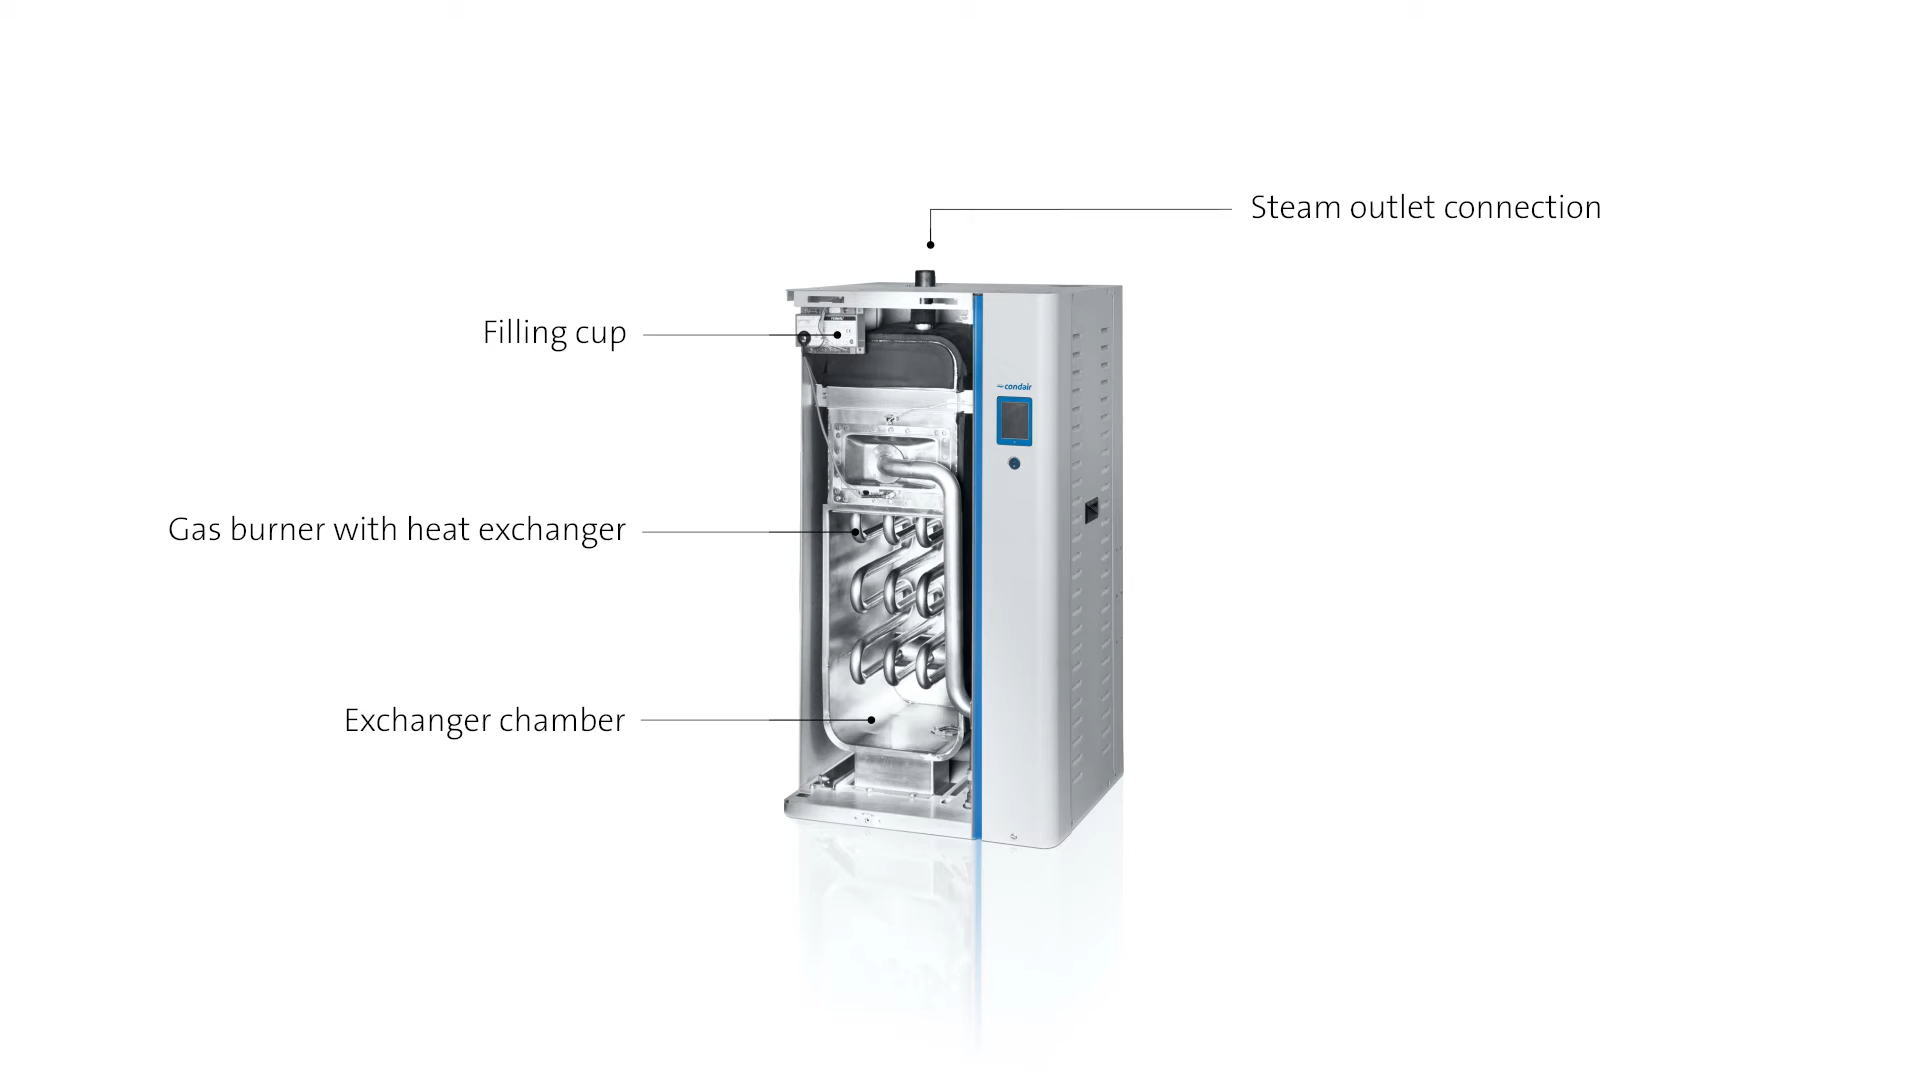 Steam outlet connection
Filling cup
condair
Gas burner with heat exchanger
Exchanger chamber